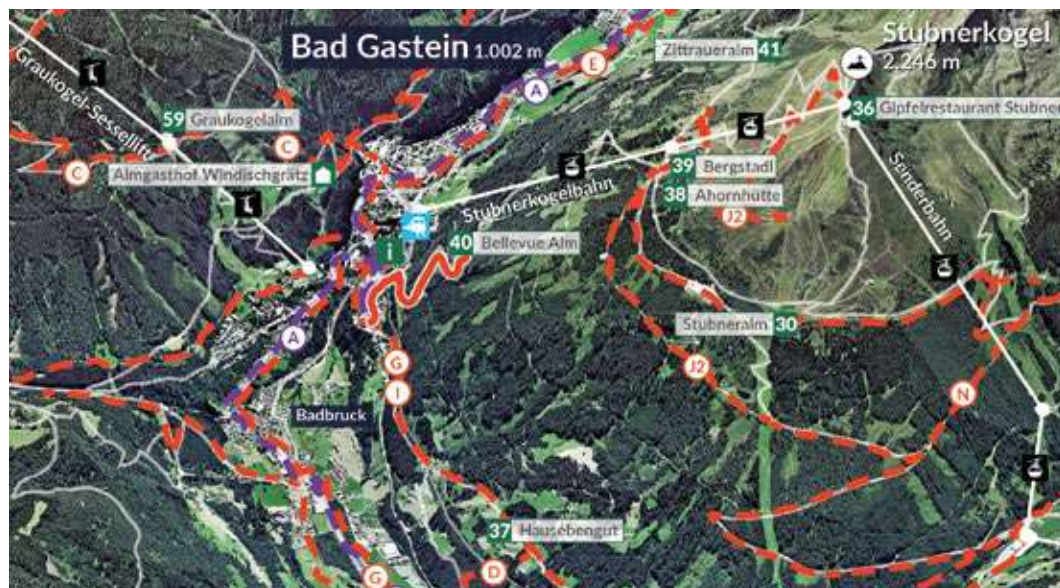 Bad Gastein 1.002 m
Stubnerkogel
2.246 m
Zittraueralm 41
E
A
Graukogel-Sessellift
59 Graukogelalm
C
C
Almgasthof Windischgrätz
36 Gipfelrestaurant Stubner
39 Bergstadl
38 Ahornhütte
J2
Stubnerkogelbahn
Senderbahn
i
40 Bellevue Alm
A
Stubneralm 30
G
I
J2
N
Badbruck
37 Hausebengut
G
D